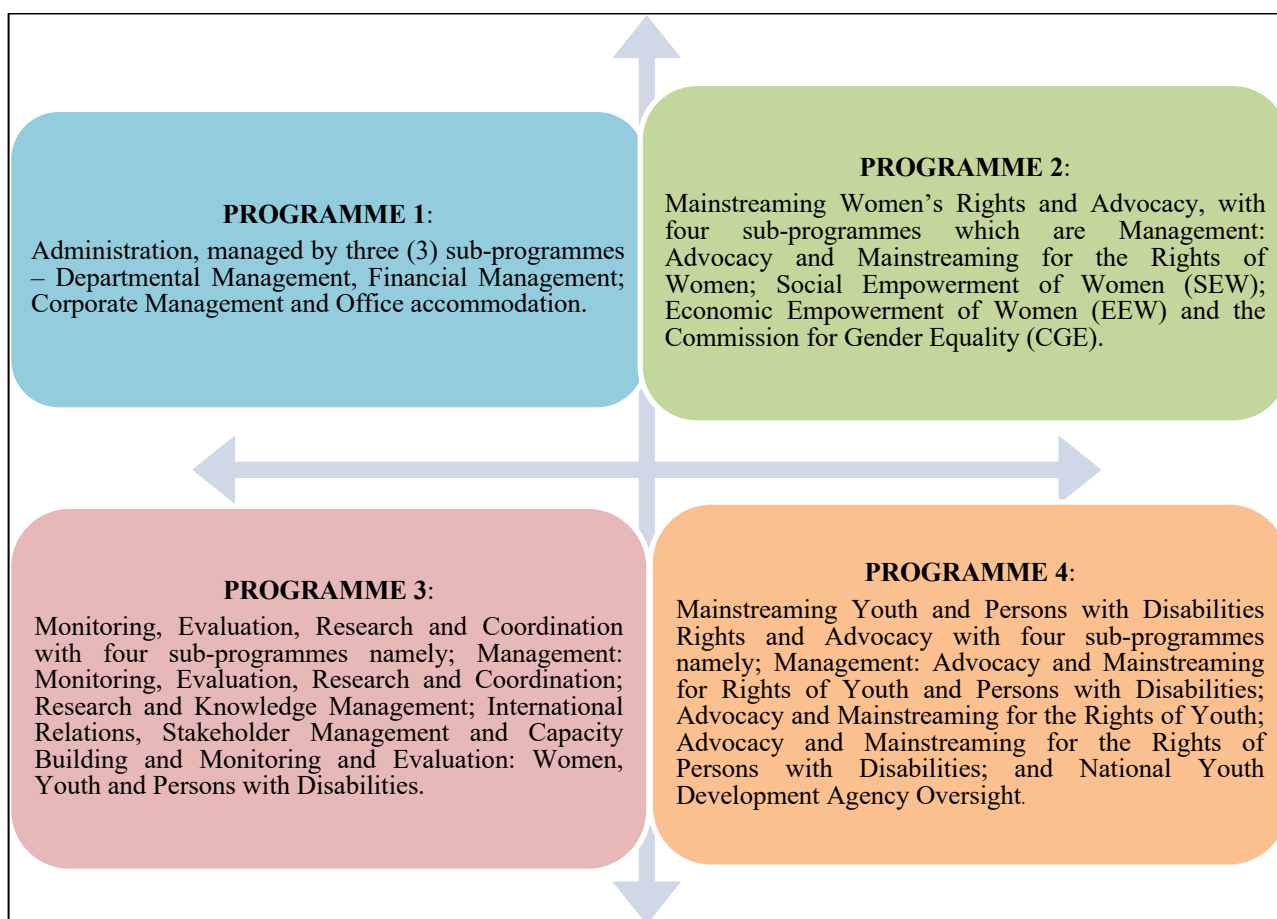 PROGRAMME 1:
Administration, managed by three (3) sub-programmes
– Departmental Management, Financial Management;
Corporate Management and Office accommodation.
PROGRAMME 2:
Mainstreaming Women’s Rights and Advocacy, with
four sub-programmes which are Management:
Advocacy and Mainstreaming for the Rights of
Women; Social Empowerment of Women (SEW);
Economic Empowerment of Women (EEW) and the
Commission for Gender Equality (CGE).
PROGRAMME 3:
Monitoring, Evaluation, Research and Coordination
with four sub-programmes namely; Management:
Monitoring, Evaluation, Research and Coordination;
Research and Knowledge Management; International
Relations, Stakeholder Management and Capacity
Building and Monitoring and Evaluation: Women,
Youth and Persons with Disabilities.
PROGRAMME 4:
Mainstreaming Youth and Persons with Disabilities
Rights and Advocacy with four sub-programmes
namely; Management: Advocacy and Mainstreaming
for Rights of Youth and Persons with Disabilities;
Advocacy and Mainstreaming for the Rights of Youth;
Advocacy and Mainstreaming for the Rights of
Persons with Disabilities; and National Youth
Development Agency Oversight.